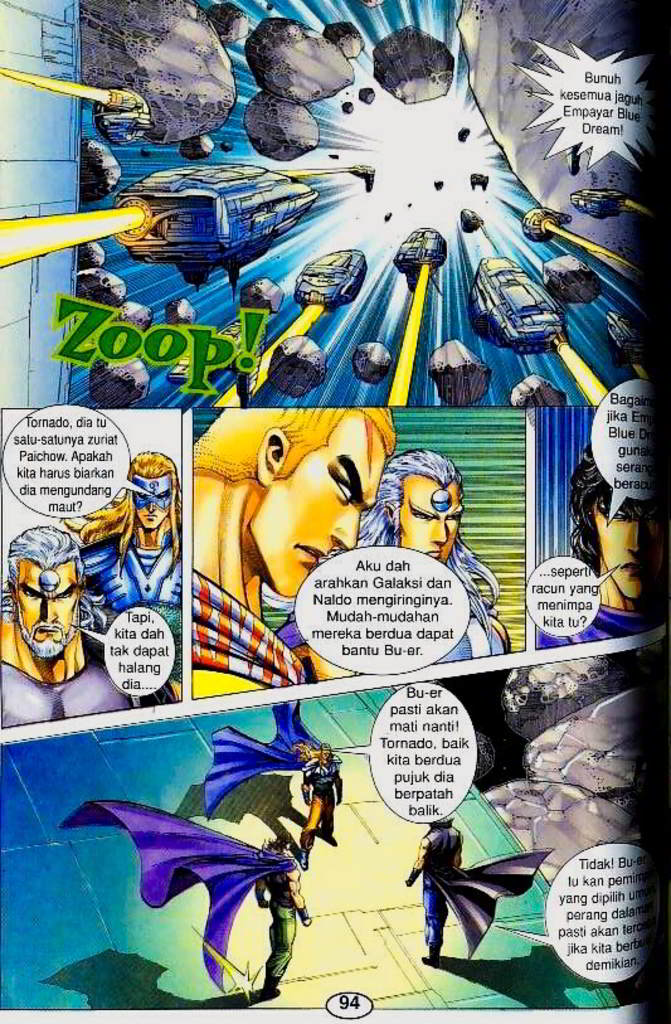 Bunuh
kesemua jaguh
Empayar Blue
Dream!
Zoop!
Tornado, dia tu
satu-satunya zuriat
Paichow. Apakah
kita harus biarkan
dia mengundang
maut?
Tapi,
kita dah
tak dapat
halang
dia....
Aku dah
arahkan Galaksi dan
Naldo mengiringinya.
Mudah-mudahan
mereka berdua dapat
bantu Bu-er.
jika
Blue
...seperti
racun yang
menimpa
kita tu?
Bu-er
pasti akan
mati nanti!
Tornado, baik
kita berdua
pujuk dia
berpatah
balik.
Tidak! Bu-er
tu kan
yang dipilih
perang
pasti akan
jika kita
demikian
94